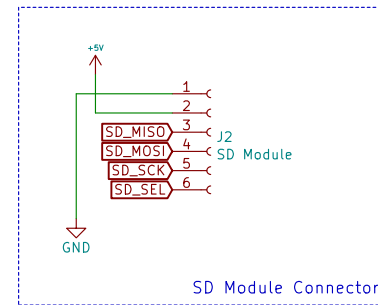 +5V
1
2
SD_MISO 3
SD_MOSI 4
SD_SCK 5
SD_SEL 6
J2
SD Module
GND
SD Module Connector